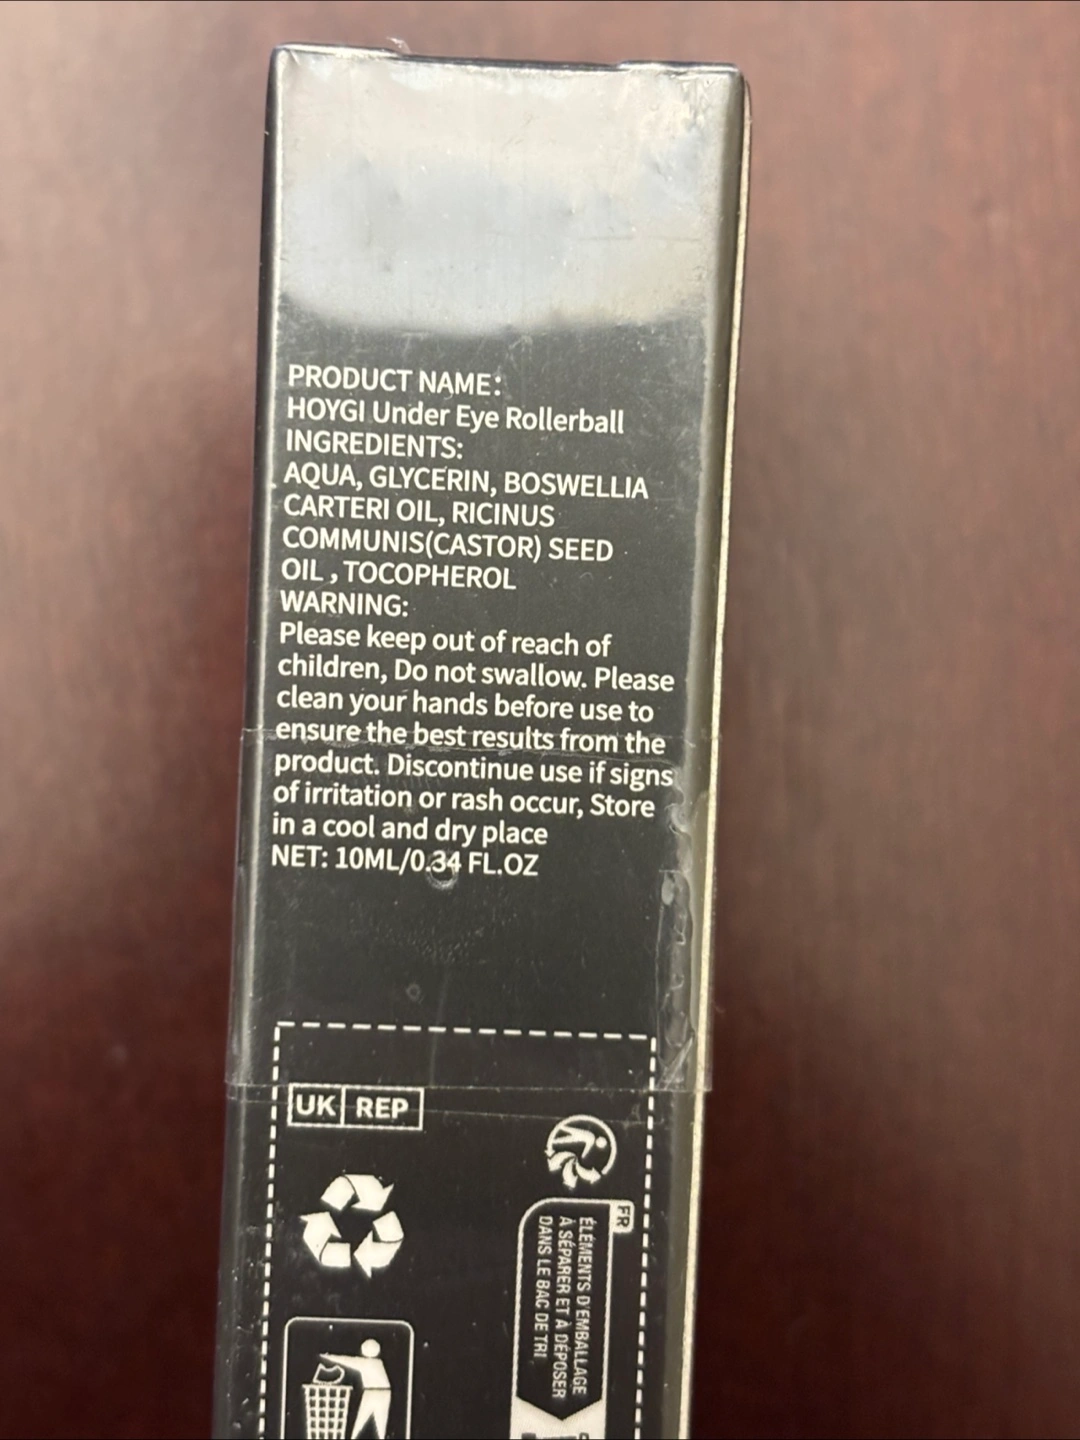 PRODUCT NAME:
HOYGI Under Eye Rollerball
INGREDIENTS:
AQUA, GLYCERIN, BOSWELLIA
CARTERI OIL, RICINUS
COMMUNIS(CASTOR) SEED
OIL , TOCOPHEROL
WARNING:
Please keep out of reach of
children, Do not swallow. Please
clean your hands before use to
ensure the best results from the
product. Discontinue use if signs
of irritation or rash occur, Store
in a cool and dry place
NET: 10ML/0.34 FL.OZ
UK REP
FR
ÉLÉMENTS D'EMBALLAGE
À SÉPARER ET À DÉPOSER
DANS LE BAC DE TRI